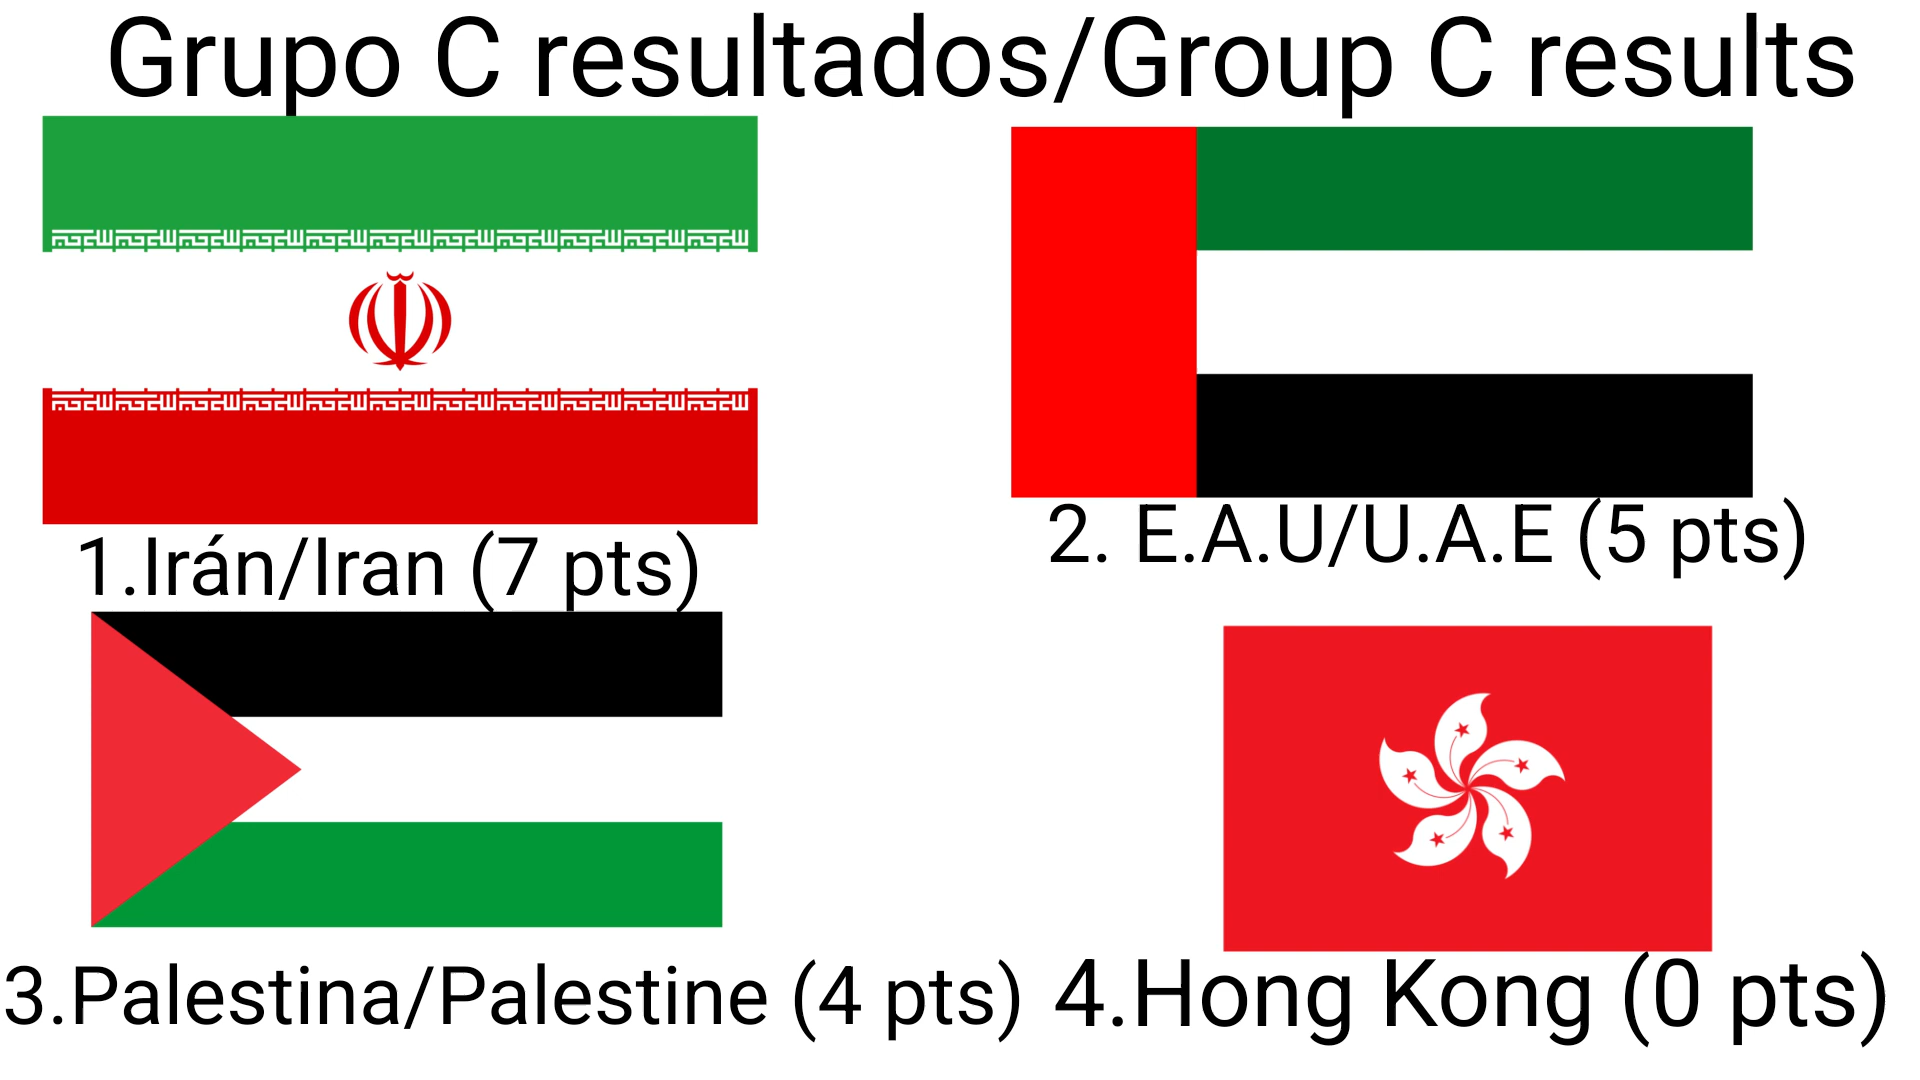 Grupo C resultados/Group C results
1.Irán/Iran (7 pts)
2. E.A.U/U.A.E (5 pts)
3.Palestina/Palestine (4 pts)
4.Hong Kong (0 pts)